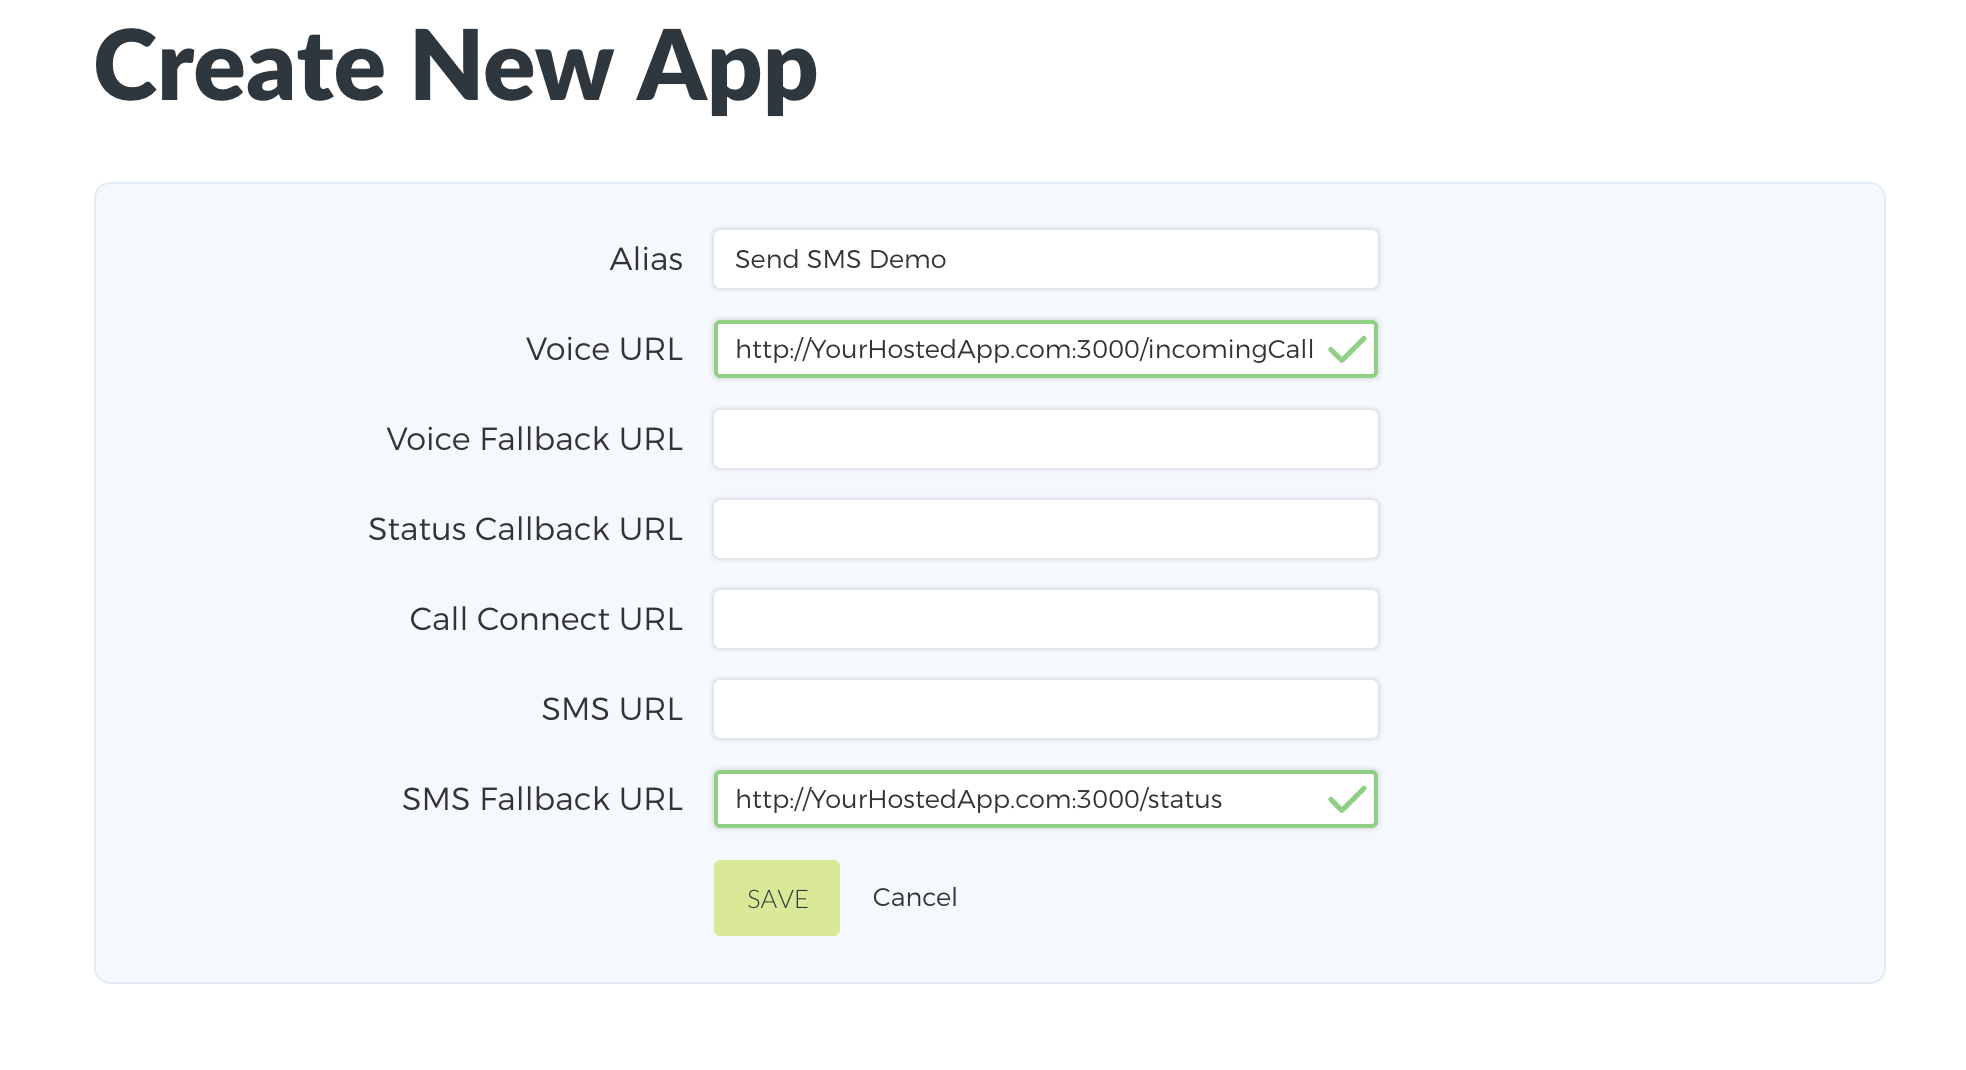 Create New App
Alias Send SMS Demo
Voice URL http://YourHostedApp.com:3000/incomingCall
Voice Fallback URL
Status Callback URL
Call Connect URL
SMS URL
SMS Fallback URL http://YourHostedApp.com:3000/status
SAVE Cancel